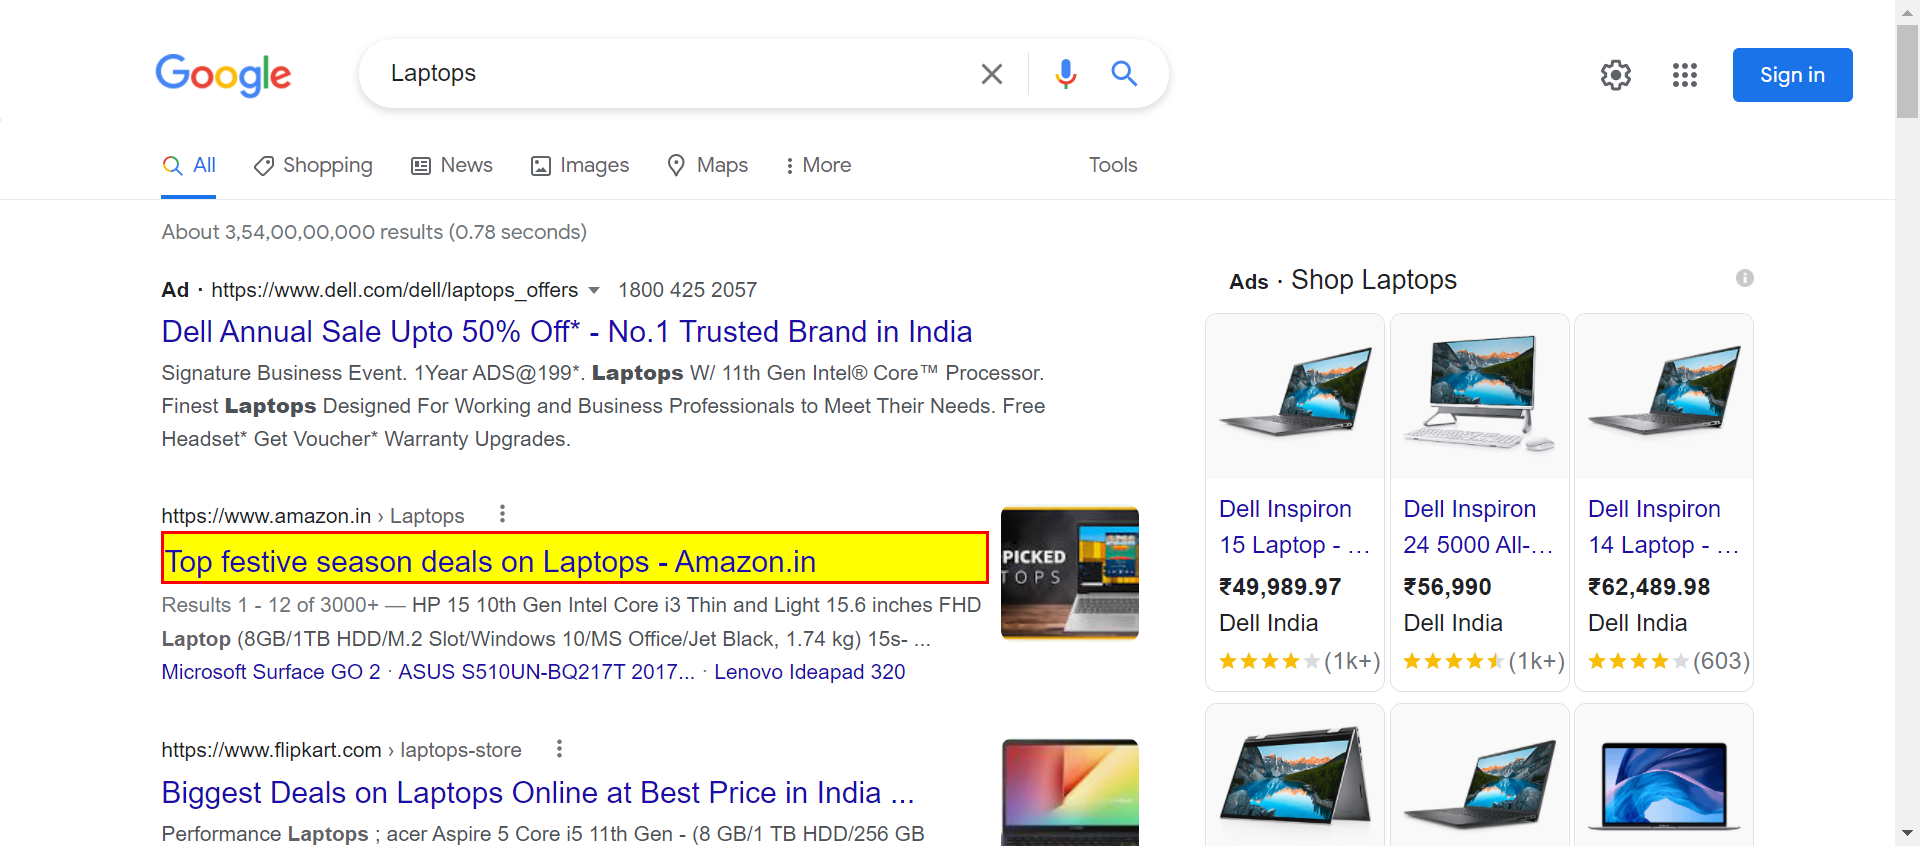 Google
Laptops
Sign in
All
Shopping
News
Images
Maps
More
Tools
About 3,54,00,00,000 results (0.78 seconds)
Ad · https://www.dell.com/dell/laptops_offers 1800 425 2057
Dell Annual Sale Upto 50% Off* - No.1 Trusted Brand in India
Signature Business Event. 1Year ADS@199*. Laptops W/ 11th Gen Intel® Core™ Processor.
Finest Laptops Designed For Working and Business Professionals to Meet Their Needs. Free
Headset* Get Voucher* Warranty Upgrades.
https://www.amazon.in › Laptops
Top festive season deals on Laptops - Amazon.in
Results 1 - 12 of 3000+ — HP 15 10th Gen Intel Core i3 Thin and Light 15.6 inches FHD
Laptop (8GB/1TB HDD/M.2 Slot/Windows 10/MS Office/Jet Black, 1.74 kg) 15s- ...
Microsoft Surface GO 2 · ASUS S510UN-BQ217T 2017... · Lenovo Ideapad 320
PICKED
TOPS
https://www.flipkart.com › laptops-store
Biggest Deals on Laptops Online at Best Price in India ...
Performance Laptops ; acer Aspire 5 Core i5 11th Gen - (8 GB/1 TB HDD/256 GB
Ads · Shop Laptops
Dell Inspiron
15 Laptop - ...
₹49,989.97
Dell India
(1k+)
Dell Inspiron
24 5000 All-...
₹56,990
Dell India
(1k+)
Dell Inspiron
14 Laptop - ...
₹62,489.98
Dell India
(603)